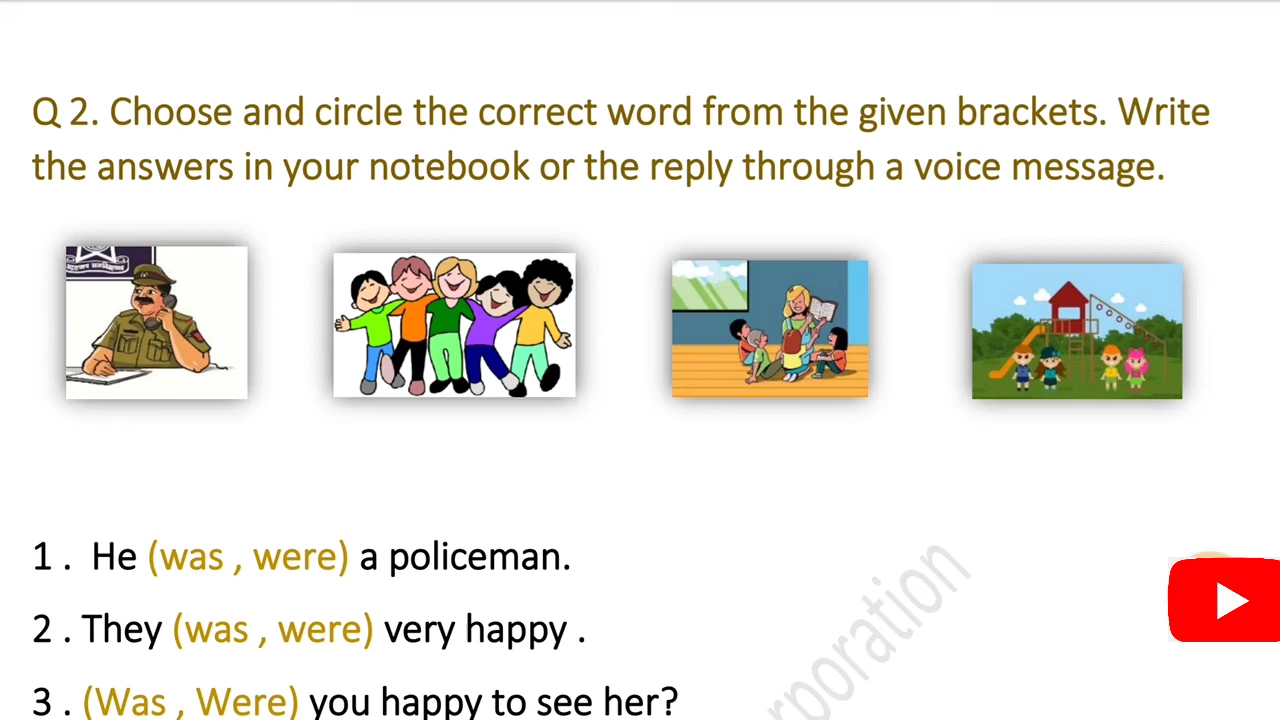 Q 2. Choose and circle the correct word from the given brackets. Write
the answers in your notebook or the reply through a voice message.
1 . He (was , were) a policeman.
2 . They (was , were) very happy .
3 . (Was , Were) you happy to see her?
rporation